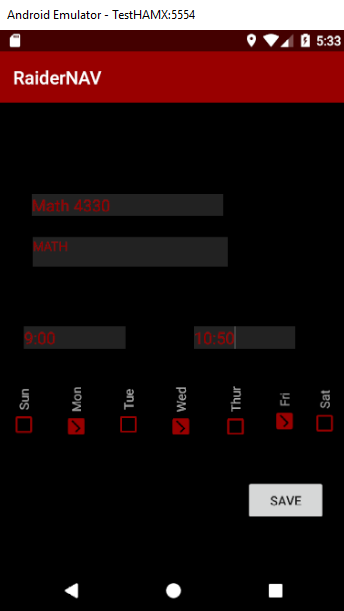 Android Emulator - TestHAMX:5554
5:33
RaiderNAV
Math 4330
MATH
9:00 10:50
Sun Mon Tue Wed Thur Fri Sat
SAVE